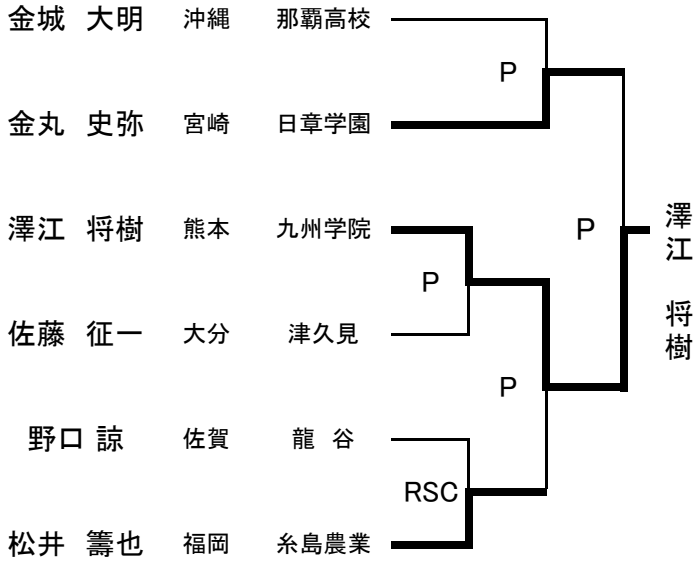 金城 大明 沖縄 那覇高校
P
金丸 史弥 宮崎 日章学園
澤江 将樹 熊本 九州学院
P
澤江 将樹
P
佐藤 征一 大分 津久見
P
野口 諒 佐賀 龍 谷
RSC
松井 籌也 福岡 糸島農業